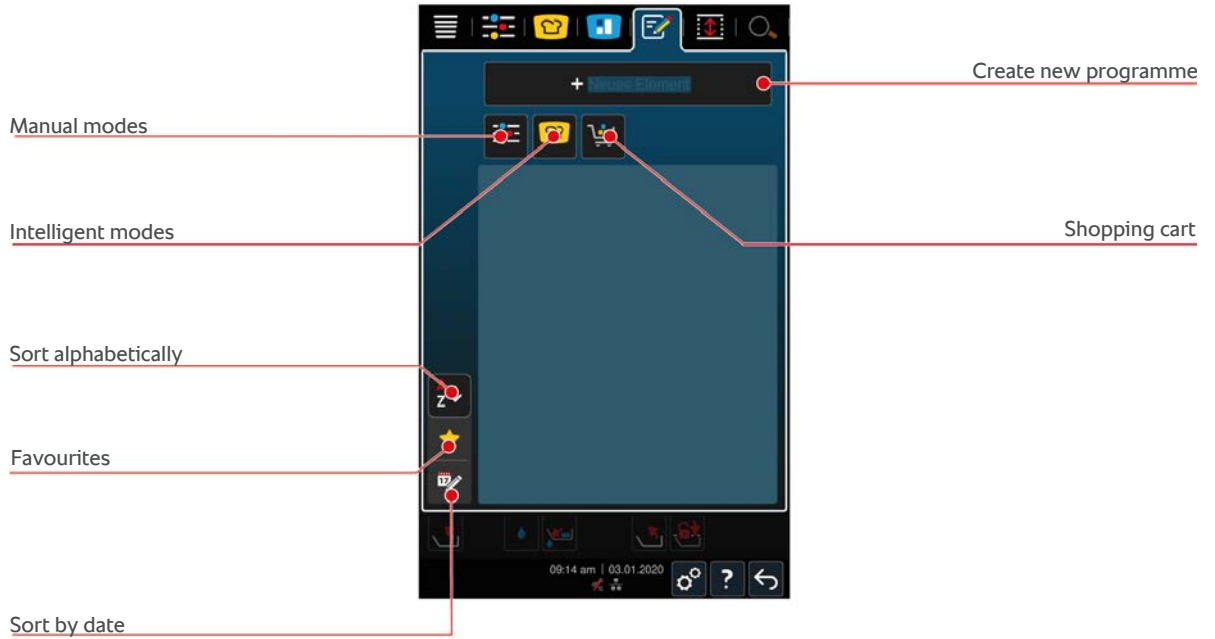 Create new programme
+ Neues Element
Manual modes
Intelligent modes
Shopping cart
Sort alphabetically
Z
Favourites
17
Sort by date
09:14 am | 03.01.2020
?